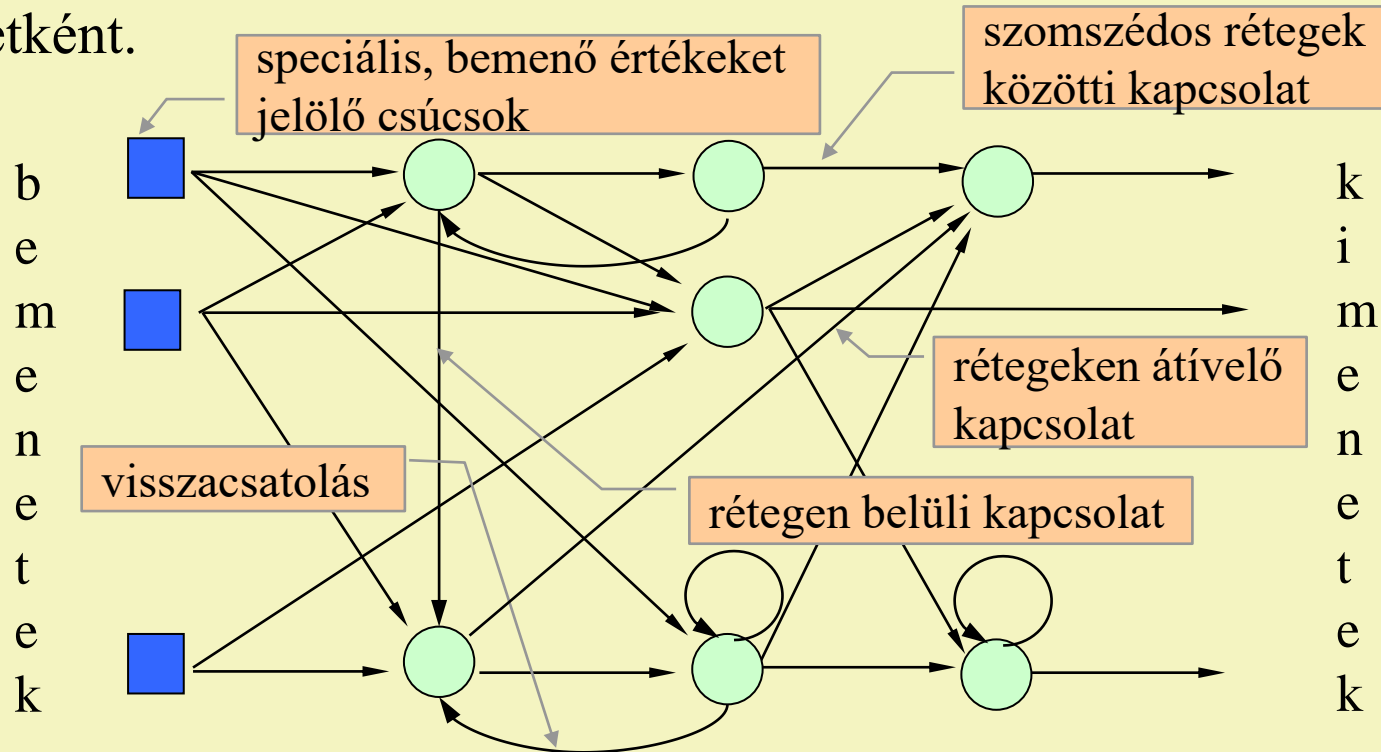 etként.
speciális, bemenő értékeket
jelölő csúcsok
szomszédos rétegek
közötti kapcsolat
b
e
m
e
n
e
t
e
k
rétegeken átívelő
kapcsolat
visszacsatolás
rétegen belüli kapcsolat
k
i
m
e
n
e
t
e
k